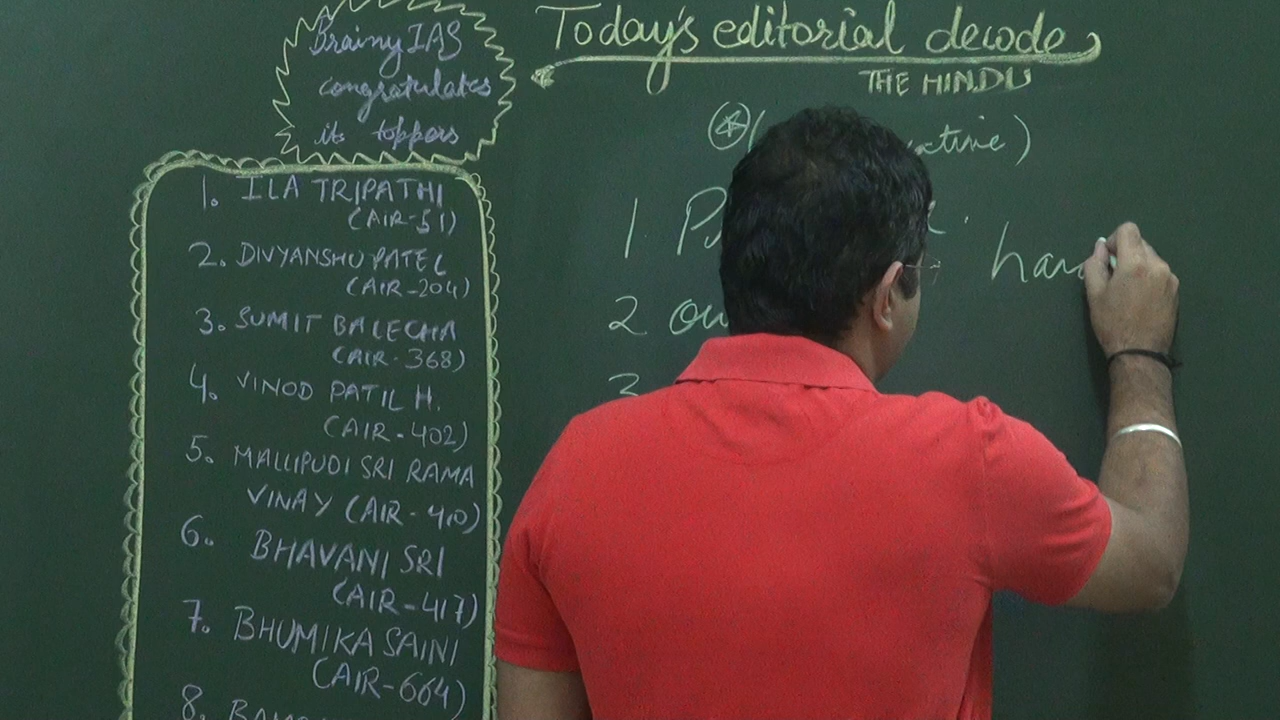 Brainy IAS
congratulates
its toppers
1. ILA TRIPATHI
(AIR-51)
2. DIVYANSHU PATEL
(AIR-204)
3. SUMIT BALECHA
(AIR-368)
4. VINOD PATIL H.
(AIR-402)
5. MALLIPUDI SRI RAMA
VINAY (AIR-410)
6. BHAVANI SRI
(AIR-417)
7. BHUMIKA SAINI
(AIR-664)
8.
Today's editorial decode
THE HINDU
1
2
3